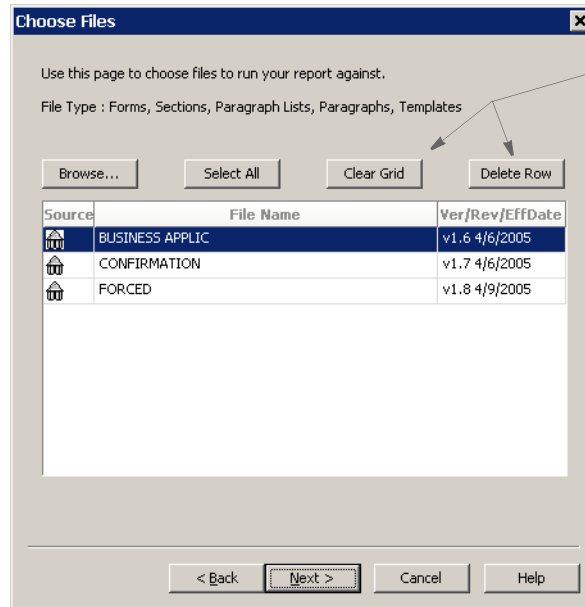 Choose Files
Use this page to choose files to run your report against.
File Type : Forms, Sections, Paragraph Lists, Paragraphs, Templates
Browse... Select All Clear Grid Delete Row
Source File Name Ver/Rev/EffDate
BUSINESS APPLIC v1.6 4/6/2005
CONFIRMATION v1.7 4/6/2005
FORCED v1.8 4/9/2005
< Back Next > Cancel Help